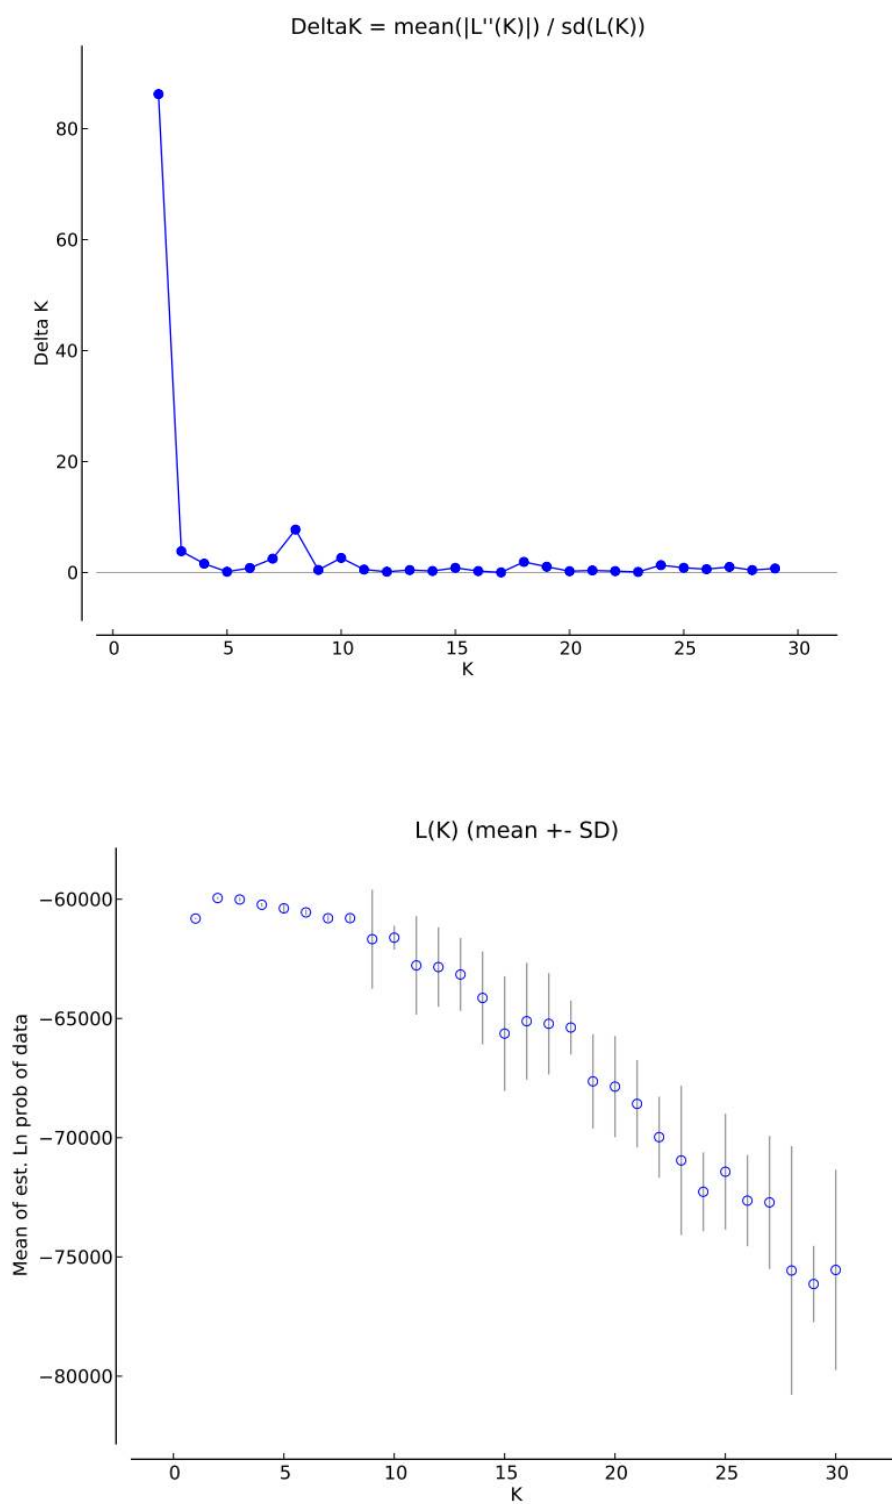 DeltaK = mean(|L''(K)|) / sd(L(K))
80
60
40
20
0
Delta K
0 5 10 15 20 25 30
K
L(K) (mean +- SD)
−60000
−65000
−70000
−75000
−80000
Mean of est. Ln prob of data
0 5 10 15 20 25 30
K